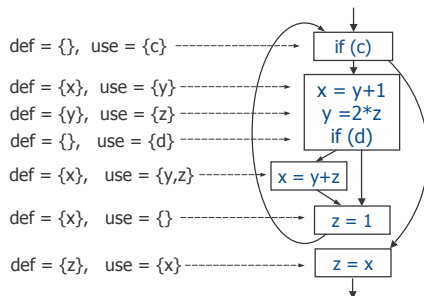 def = {}, use = {c}
if (c)
def = {x}, use = {y}
x = y+1
def = {y}, use = {z}
y =2*z
def = {}, use = {d}
if (d)
def = {x}, use = {y,z}
x = y+z
def = {x}, use = {}
z = 1
def = {z}, use = {x}
z = x